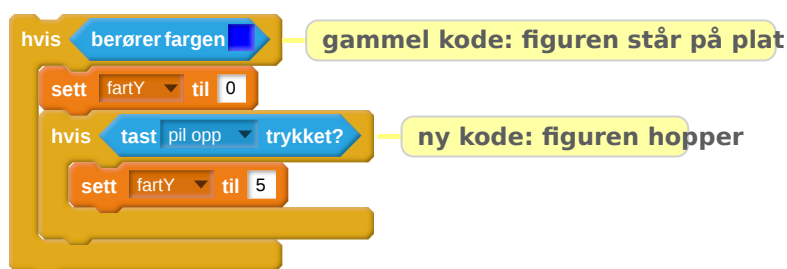 hvis berører fargen gammel kode: figuren står på plat
sett fartY til 0
hvis tast pil opp trykket? ny kode: figuren hopper
sett fartY til 5